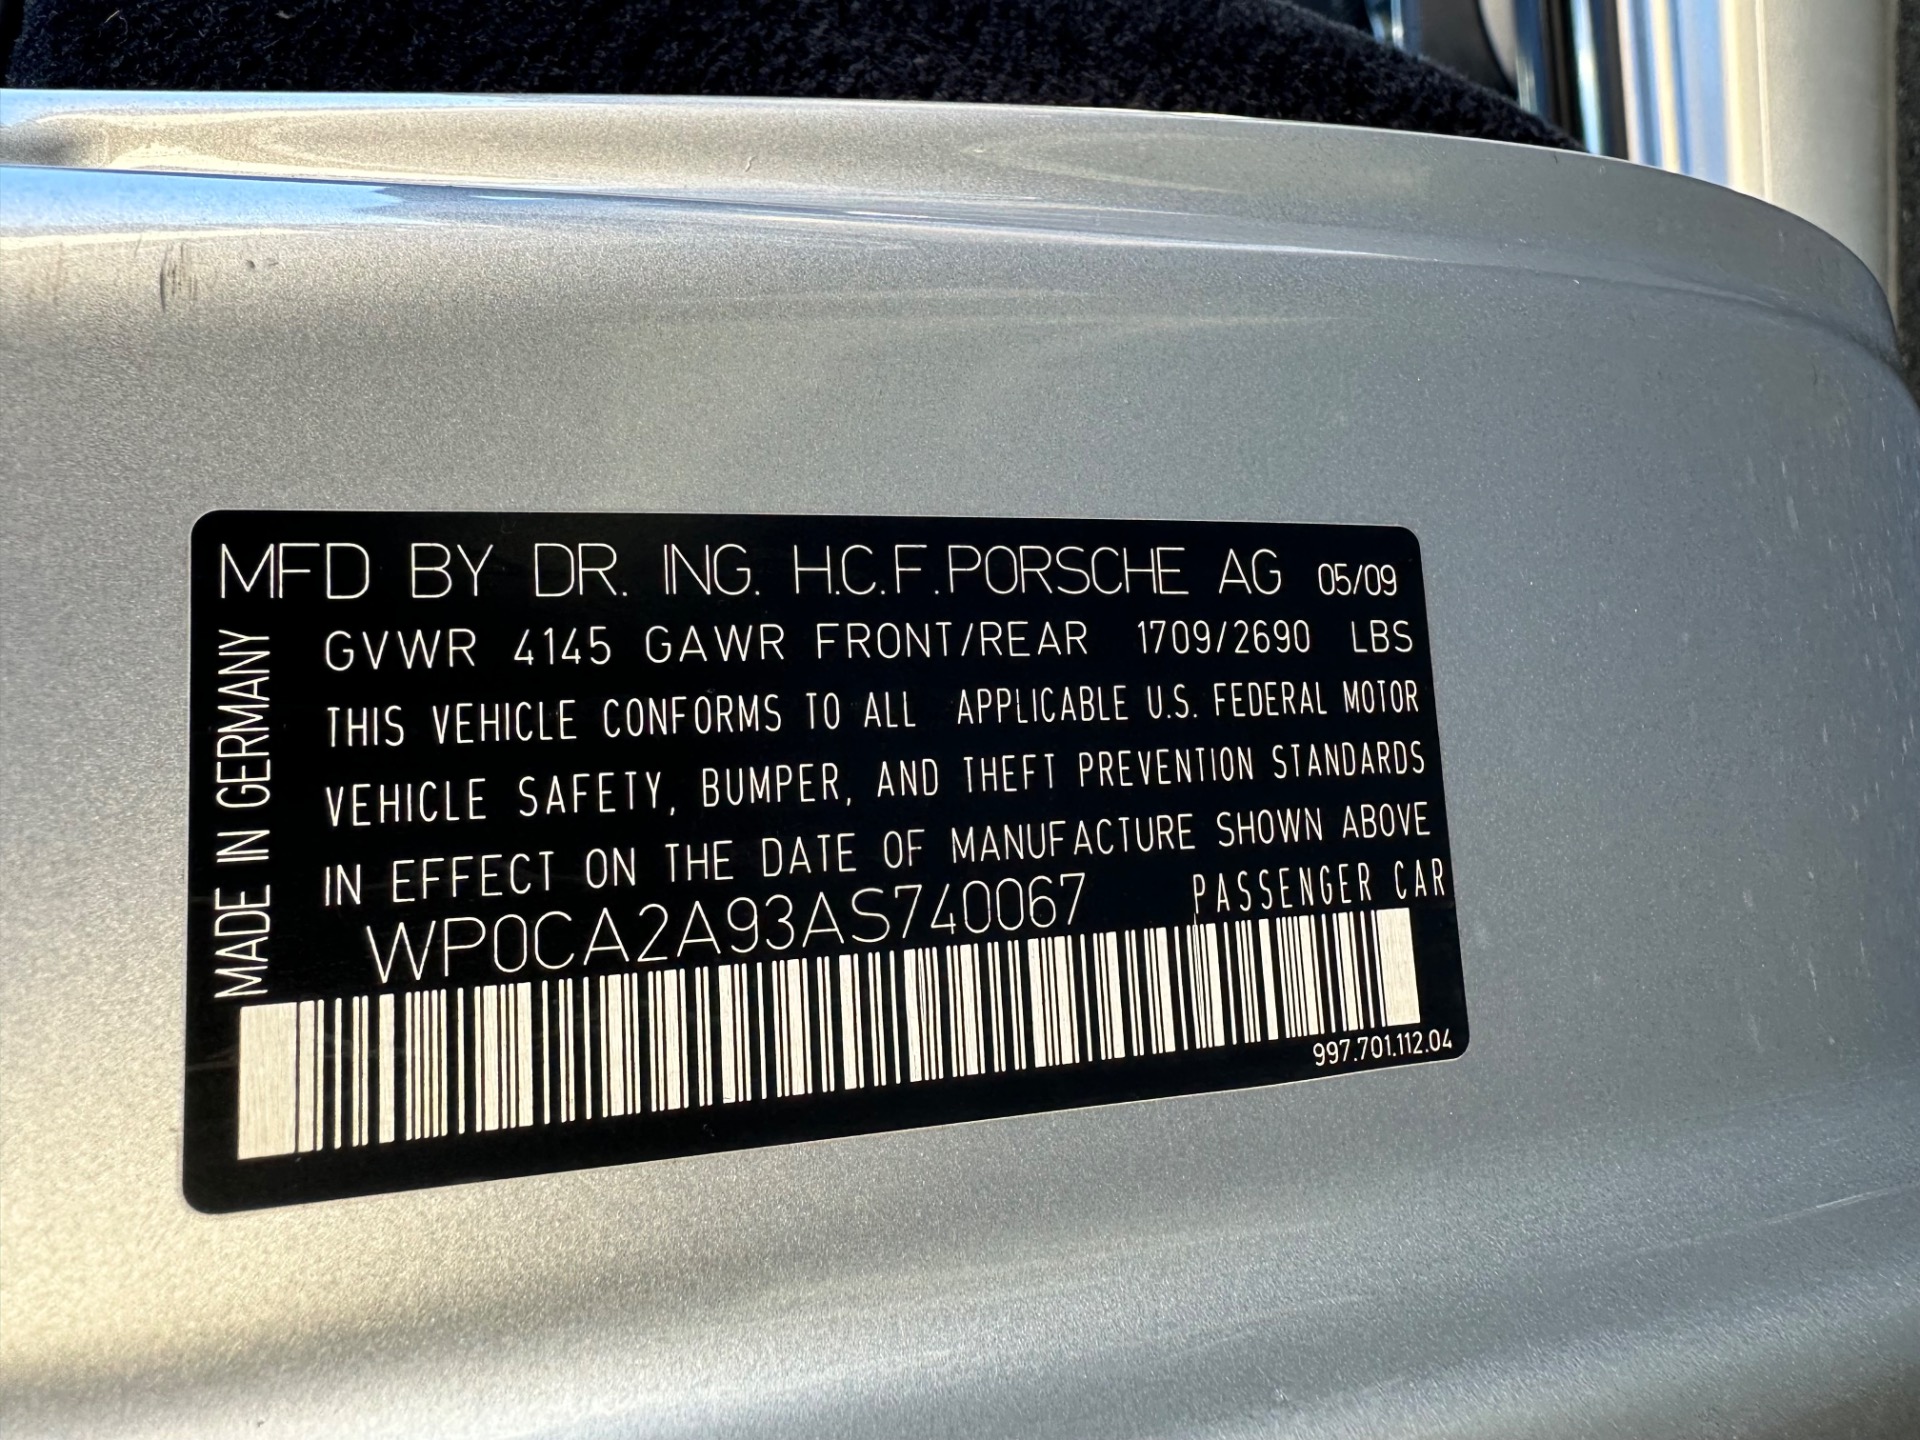 MFD BY DR. ING. H.C.F.PORSCHE AG 05/09
GVWR 4145 GAWR FRONT/REAR 1709/2690 LBS
THIS VEHICLE CONFORMS TO ALL APPLICABLE U.S. FEDERAL MOTOR
VEHICLE SAFETY, BUMPER, AND THEFT PREVENTION STANDARDS
IN EFFECT ON THE DATE OF MANUFACTURE SHOWN ABOVE
WP0CA2A93AS740067 PASSENGER CAR
997.701.112.04
MADE IN GERMANY